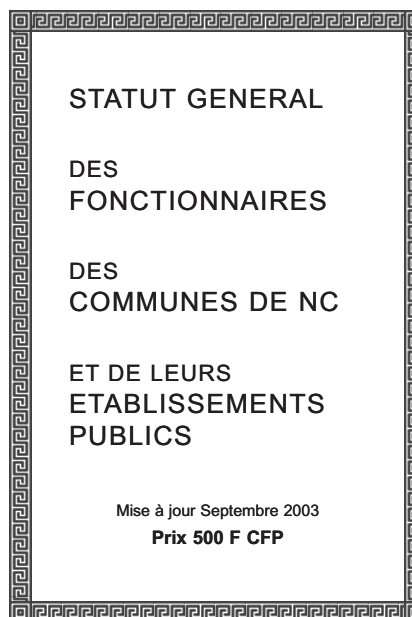 STATUT GENERAL
DES
FONCTIONNAIRES
DES
COMMUNES DE NC
ET DE LEURS
ETABLISSEMENTS
PUBLICS
Mise à jour Septembre 2003
Prix 500 F CFP